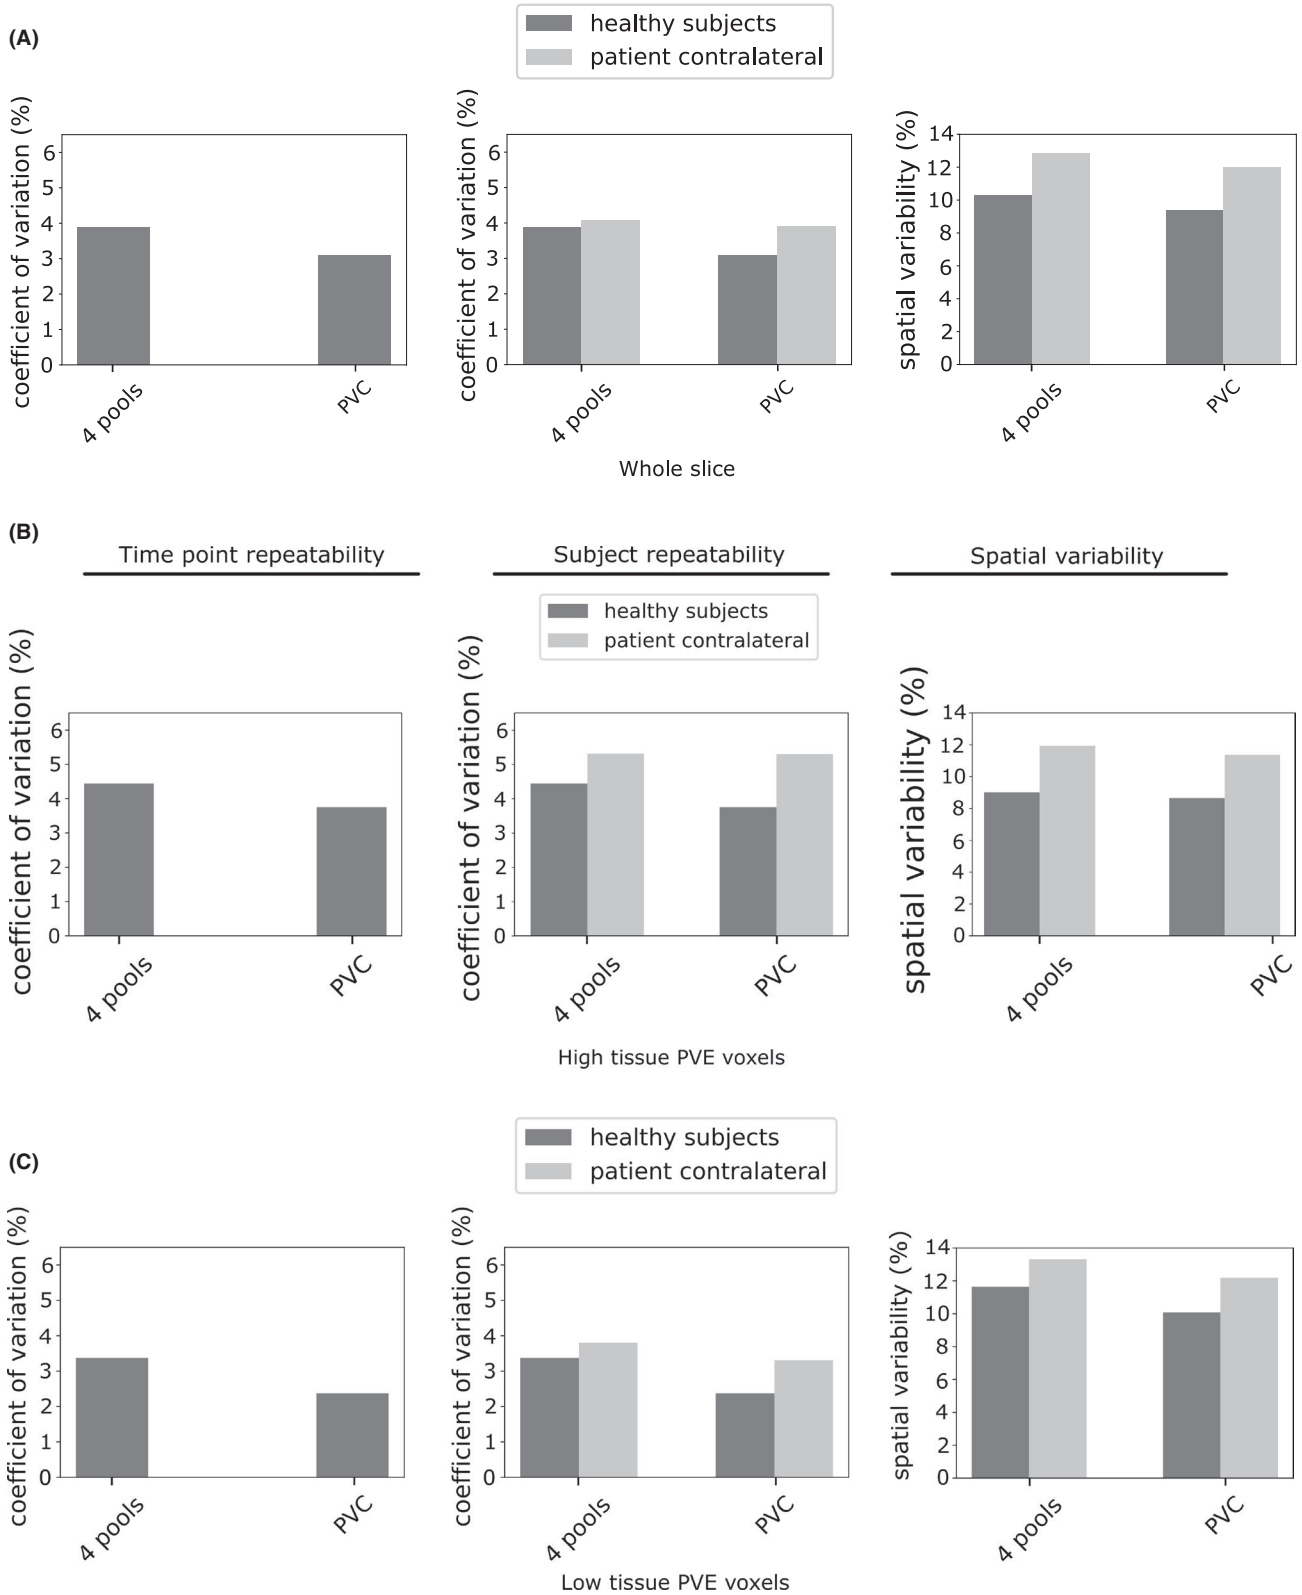 (A)
healthy subjects
patient contralateral
coefficient of variation (%)
6
5
4
3
2
1
0
4 pools
PVC
coefficient of variation (%)
6
5
4
3
2
1
0
4 pools
PVC
spatial variability (%)
14
12
10
8
6
4
2
0
4 pools
PVC
Whole slice
(B)
Time point repeatability
Subject repeatability
Spatial variability
healthy subjects
patient contralateral
coefficient of variation (%)
6
5
4
3
2
1
0
4 pools
PVC
coefficient of variation (%)
6
5
4
3
2
1
0
4 pools
PVC
spatial variability (%)
14
12
10
8
6
4
2
0
4 pools
PVC
High tissue PVE voxels
(C)
healthy subjects
patient contralateral
coefficient of variation (%)
6
5
4
3
2
1
0
4 pools
PVC
coefficient of variation (%)
6
5
4
3
2
1
0
4 pools
PVC
spatial variability (%)
14
12
10
8
6
4
2
0
4 pools
PVC
Low tissue PVE voxels